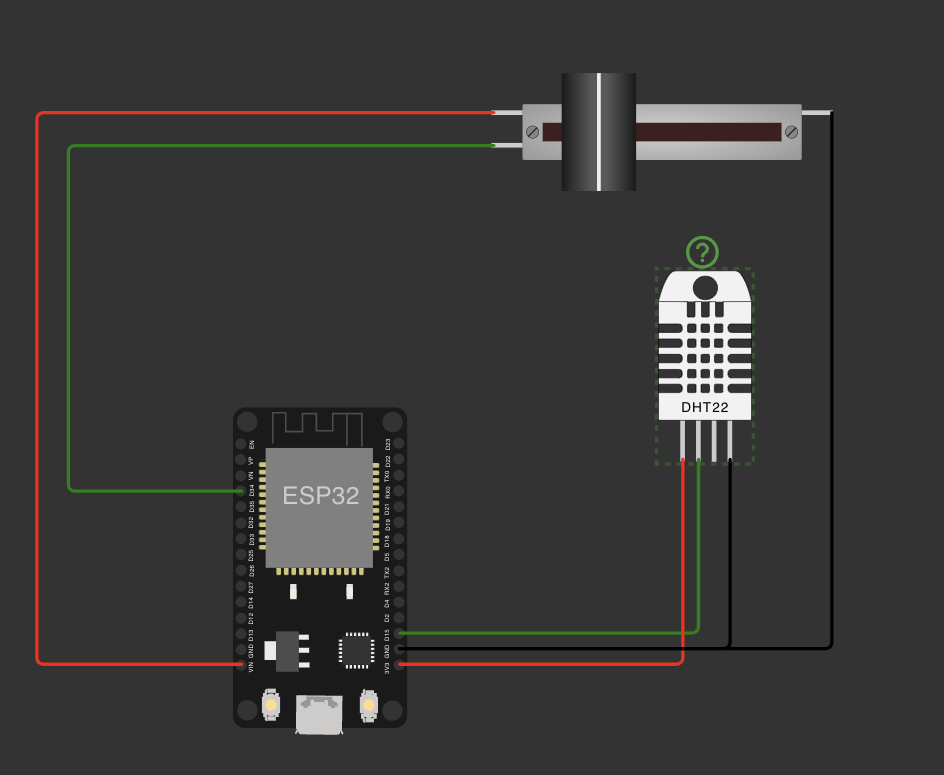 ?
DHT22
ESP32
EN
VP
VN
D34
D35
D32
D33
D25
D26
D27
D14
D12
D13
GND
VIN
D23
D22
TX0
RX0
D21
D19
D18
D5
TX2
RX2
D4
D2
D15
GND
3V3